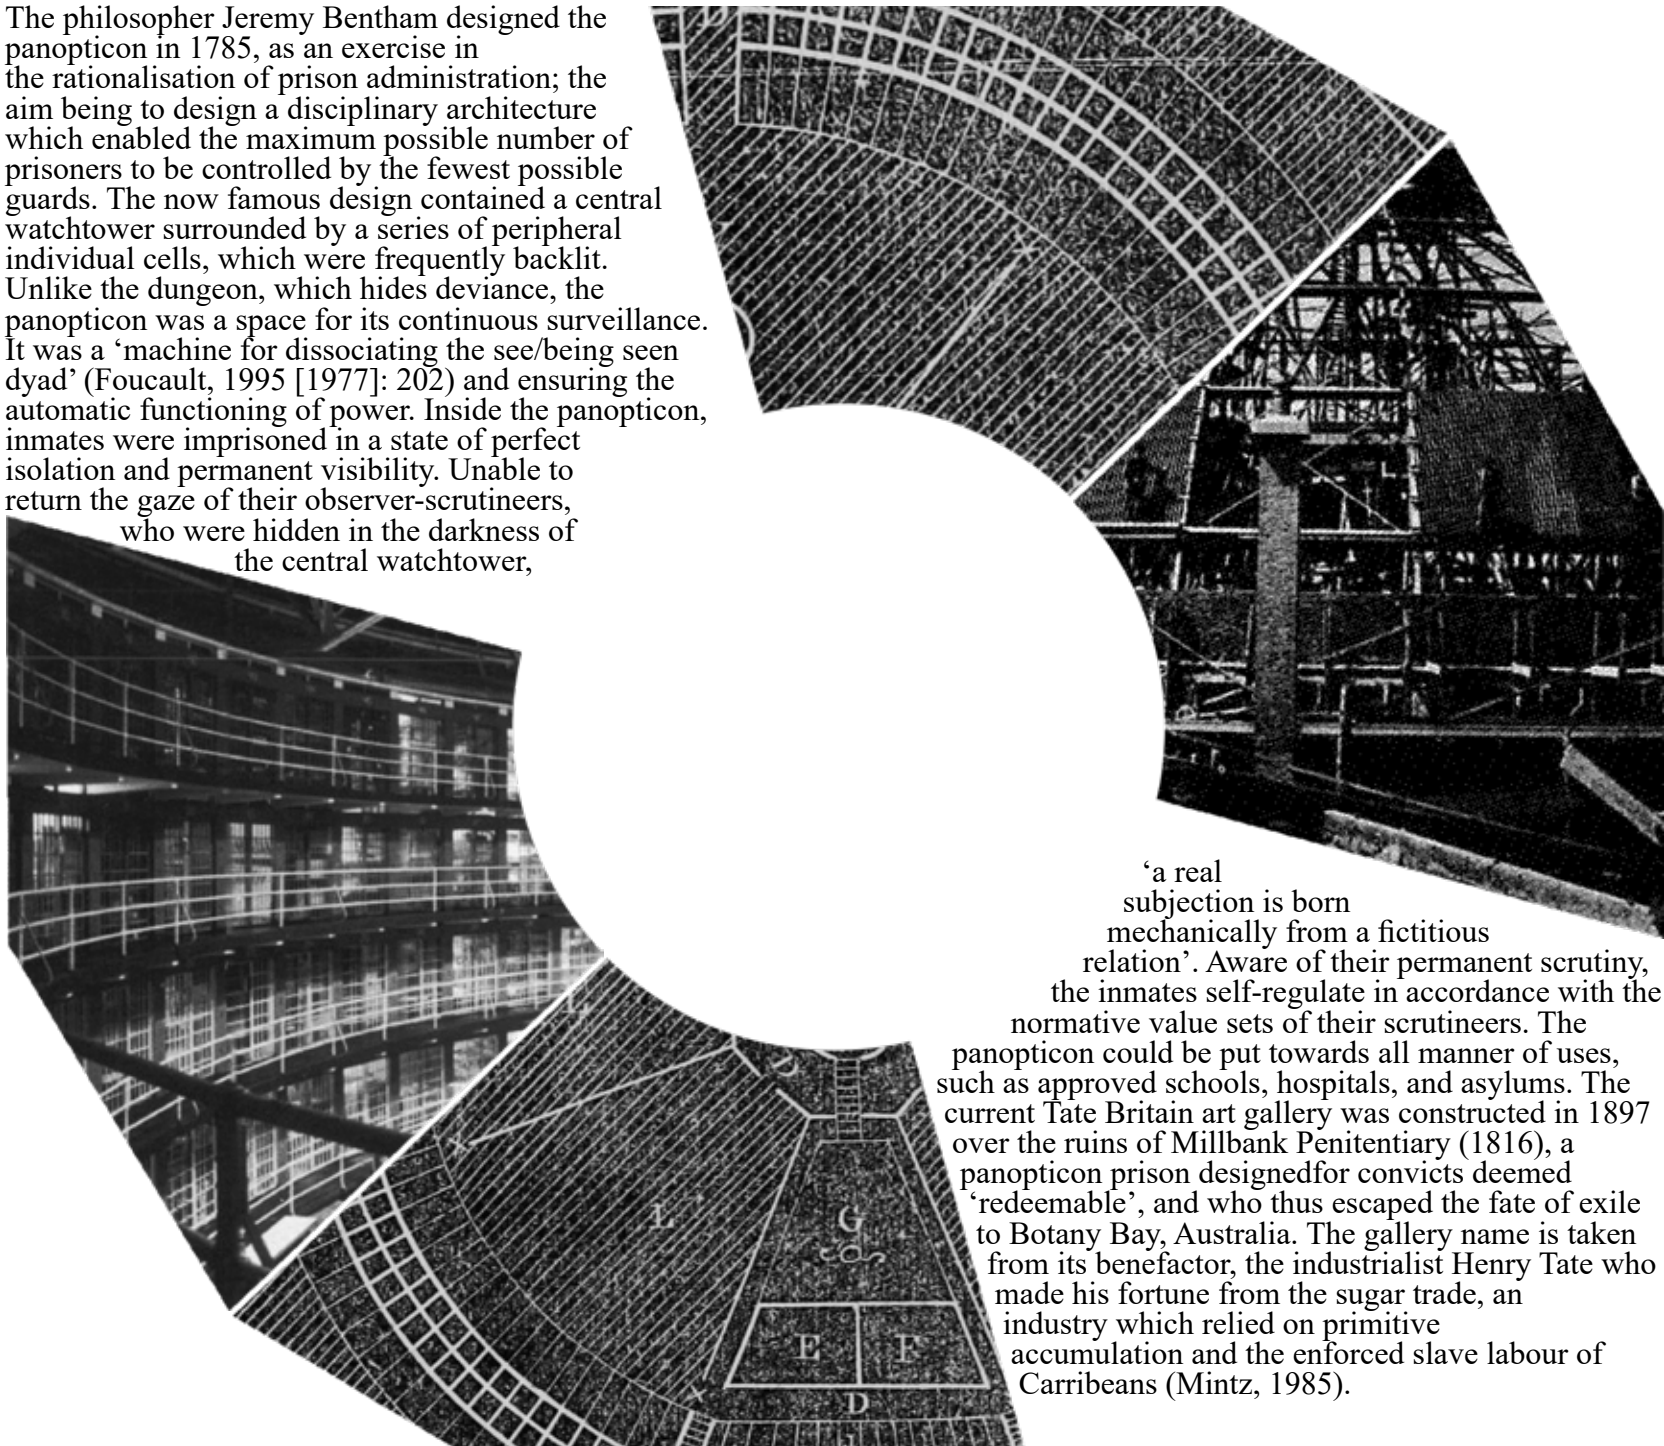 The philosopher Jeremy Bentham designed the
panopticon in 1785, as an exercise in
the rationalisation of prison administration; the
aim being to design a disciplinary architecture
which enabled the maximum possible number of
prisoners to be controlled by the fewest possible
guards. The now famous design contained a central
watchtower surrounded by a series of peripheral
individual cells, which were frequently backlit.
Unlike the dungeon, which hides deviance, the
panopticon was a space for its continuous surveillance.
It was a ‘machine for dissociating the see/being seen
dyad’ (Foucault, 1995 [1977]: 202) and ensuring the
automatic functioning of power. Inside the panopticon,
inmates were imprisoned in a state of perfect
isolation and permanent visibility. Unable to
return the gaze of their observer-scrutineers,
who were hidden in the darkness of
the central watchtower,
‘a real
subjection is born
mechanically from a fictitious
relation’. Aware of their permanent scrutiny,
the inmates self-regulate in accordance with the
normative value sets of their scrutineers. The
panopticon could be put towards all manner of uses,
such as approved schools, hospitals, and asylums. The
current Tate Britain art gallery was constructed in 1897
over the ruins of Millbank Penitentiary (1816), a
panopticon prison designedfor convicts deemed
‘redeemable’, and who thus escaped the fate of exile
to Botany Bay, Australia. The gallery name is taken
from its benefactor, the industrialist Henry Tate who
made his fortune from the sugar trade, an
industry which relied on primitive
accumulation and the enforced slave labour of
Carribeans (Mintz, 1985).
L
G
E F
D